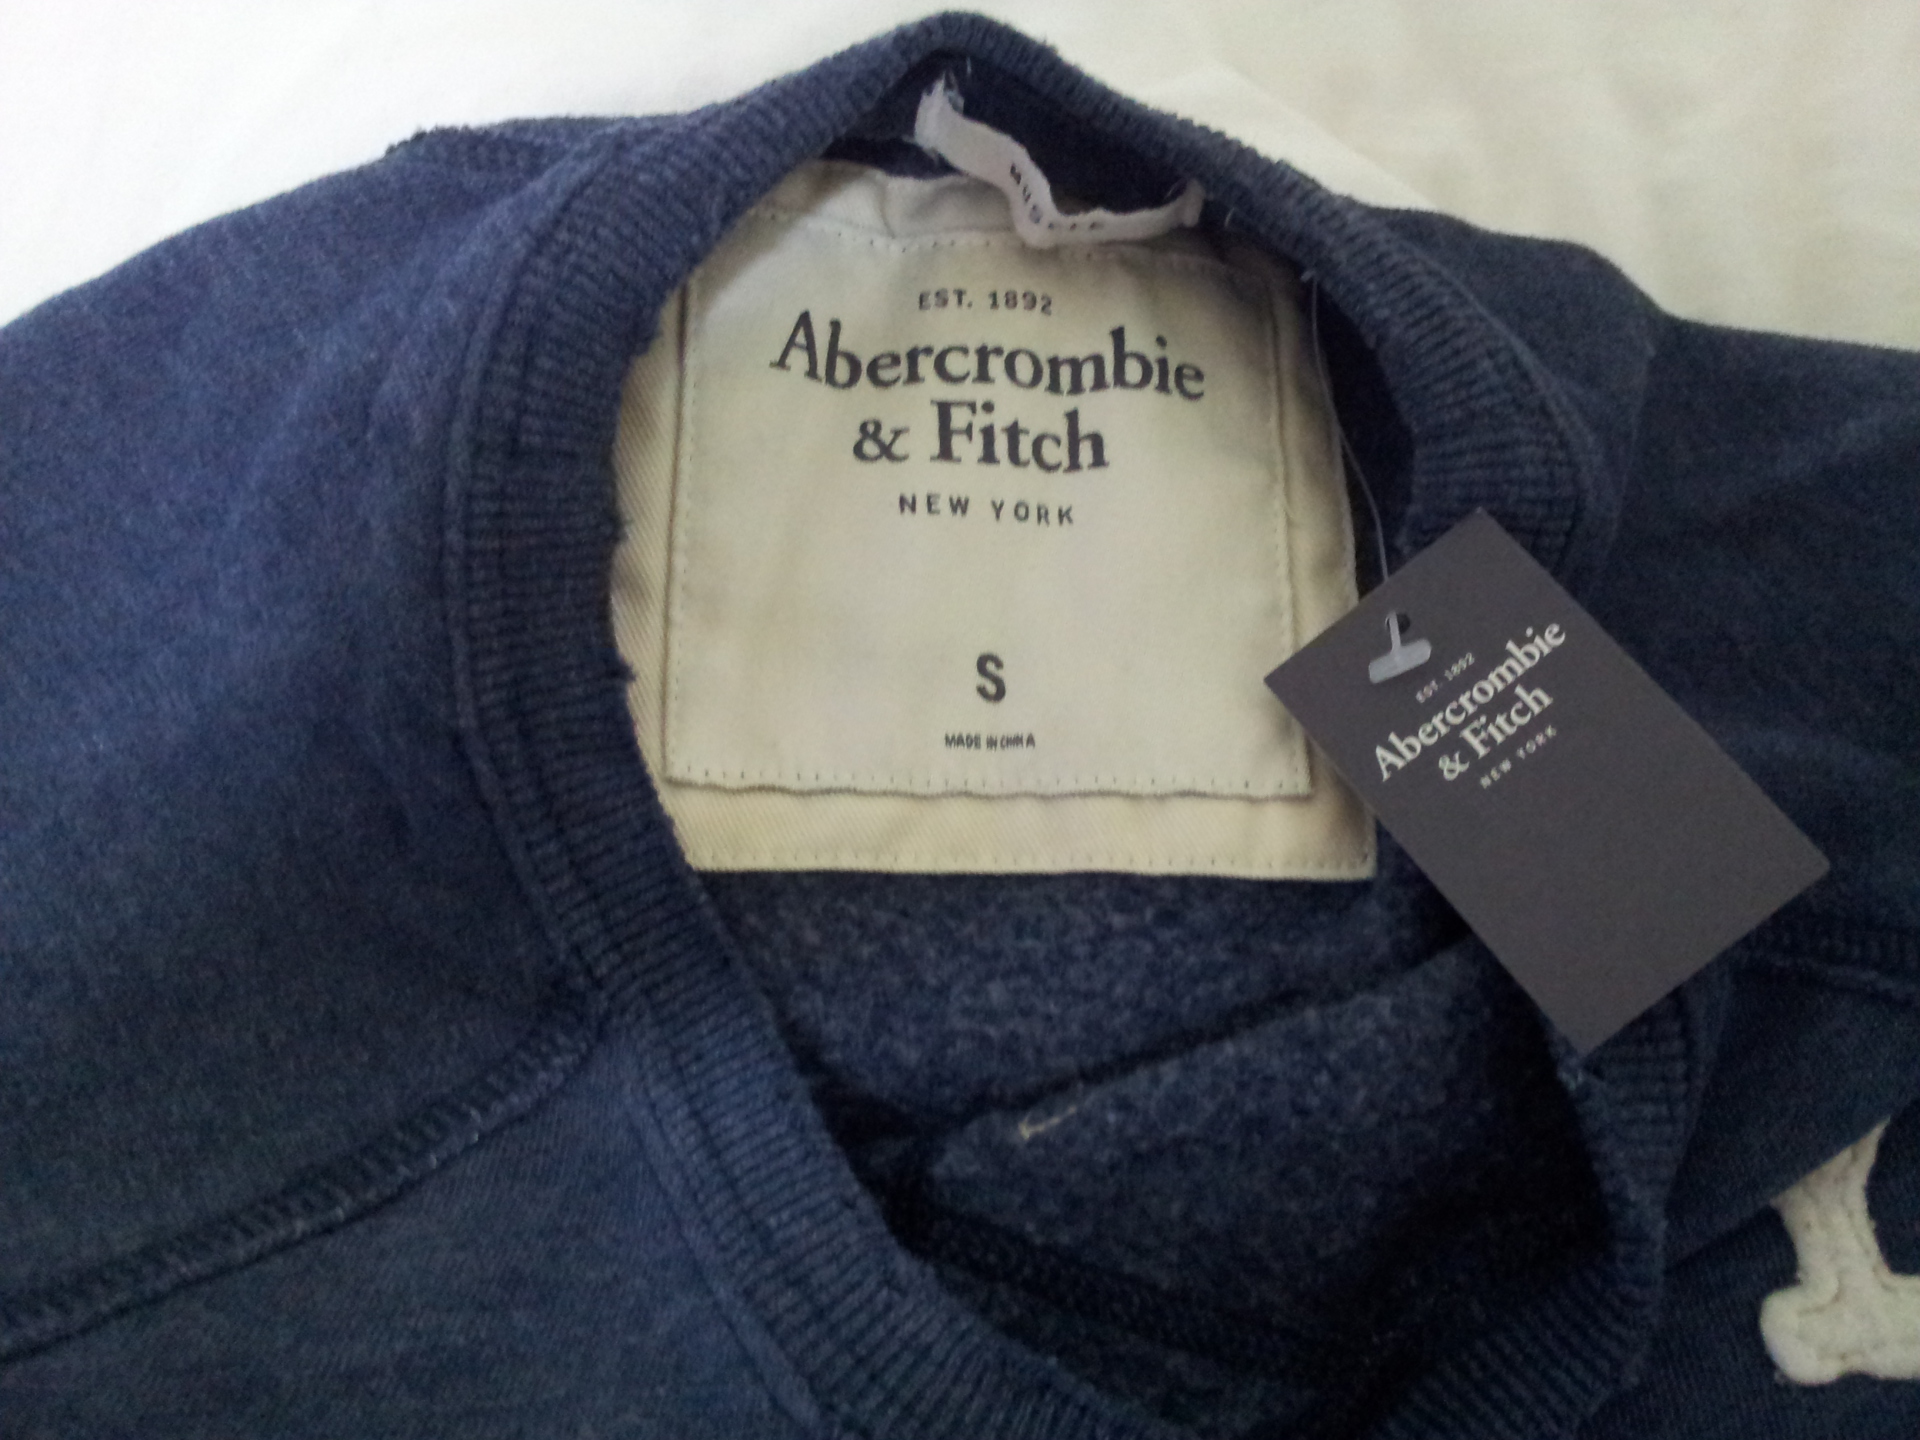 MUSCLE
EST. 1892
Abercrombie
& Fitch
NEW YORK
S
MADE IN CHINA
EST. 1892
Abercrombie
& Fitch
NEW YORK